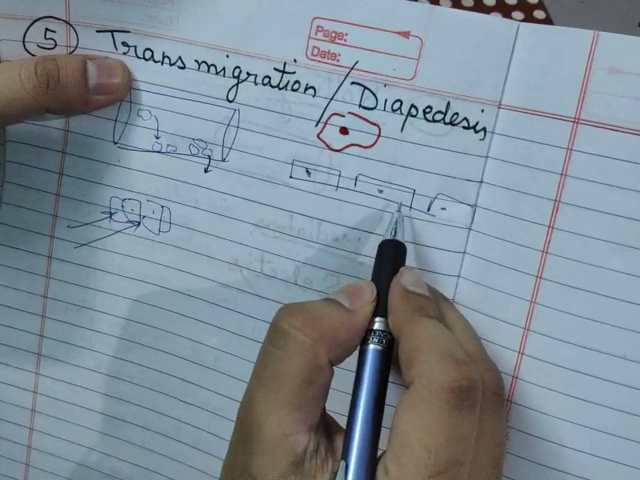 Page:
Date:
5 Transmigration / Diapedesis